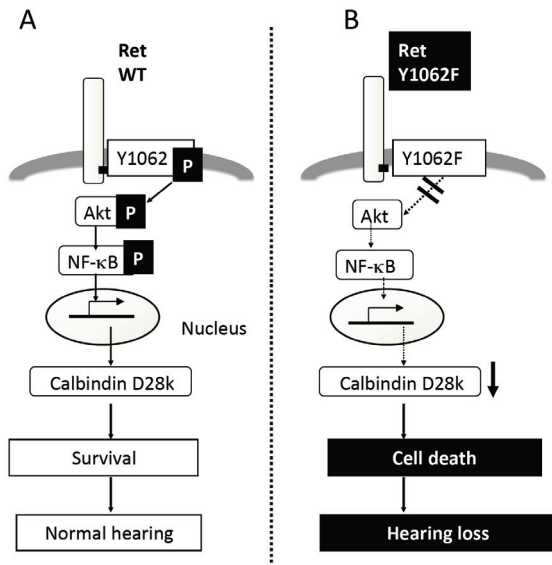 A
Ret
WT
Y1062
P
Akt
P
NF-κB
P
Nucleus
Calbindin D28k
Survival
Normal hearing
B
Ret
Y1062F
Y1062F
Akt
NF-κB
Calbindin D28k
Cell death
Hearing loss